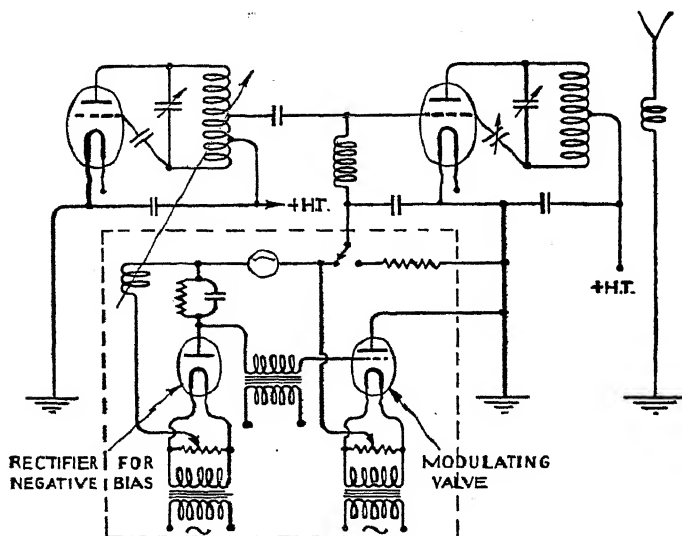 +H.T.
+H.T.
RECTIFIER FOR
NEGATIVE BIAS
MODULATING
VALVE